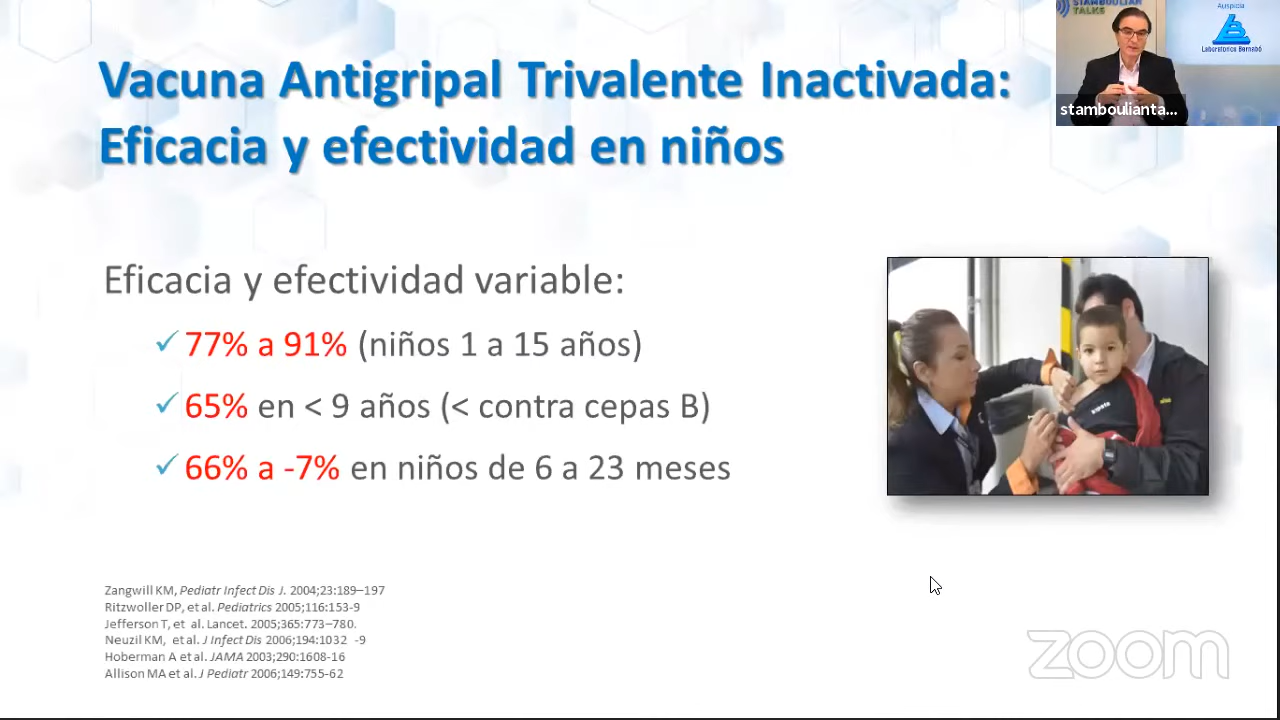 Vacuna Antigripal Trivalente Inactivada:
Eficacia y efectividad en niños
STAMBOULIAN
TALKS
Auspicia
Laboratorios Bernabó
stamboulianta...
Eficacia y efectividad variable:
✓ 77% a 91% (niños 1 a 15 años)
✓ 65% en < 9 años (< contra cepas B)
✓ 66% a -7% en niños de 6 a 23 meses
Zangwill KM, Pediatr Infect Dis J. 2004;23:189–197
Ritzwoller DP, et al. Pediatrics 2005;116:153-9
Jefferson T, et al. Lancet. 2005;365:773–780.
Neuzil KM, et al. J Infect Dis 2006;194:1032 -9
Hoberman A et al. JAMA 2003;290:1608-16
Allison MA et al. J Pediatr 2006;149:755-62
zoom